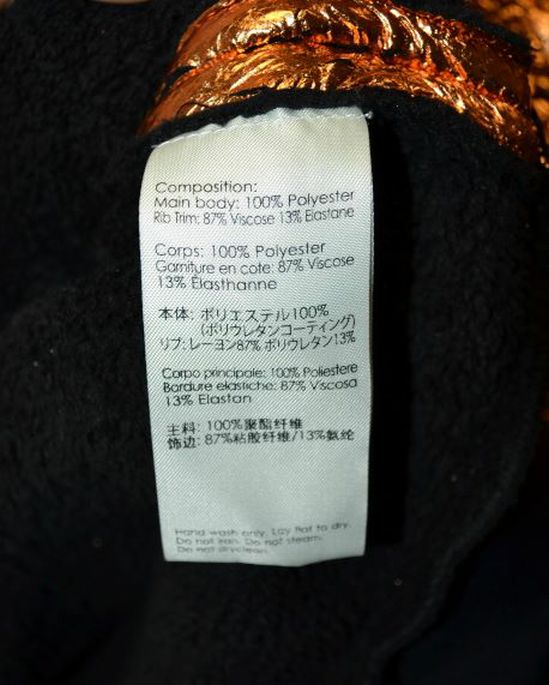 Composition:
Main body: 100% Polyester
Rib Trim: 87% Viscose 13% Elastane
Corps: 100% Polyester
Garniture en cote: 87% Viscose
13% Élasthanne
本体: ポリエステル100%
(ポリウレタンコーティング)
リブ: レーヨン87% ポリウレタン13%
Corpo principale: 100% Poliestere
Bordure elastiche: 87% Viscosa
13% Elastan
主料: 100%聚酯纤维
饰边: 87%粘胶纤维/13%氨纶
Hand wash only. Lay flat to dry.
Do not iron. Do not steam.
Do not dryclean.